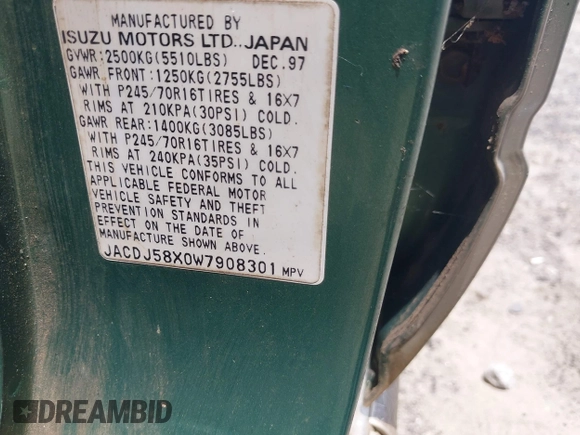 MANUFACTURED BY
ISUZU MOTORS LTD., JAPAN
GVWR:2500KG(5510LBS) DEC.97
GAWR FRONT:1250KG(2755LBS)
WITH P245/70R16TIRES & 16X7
RIMS AT 210KPA(30PSI) COLD.
GAWR REAR:1400KG(3085LBS)
WITH P245/70R16TIRES & 16X7
RIMS AT 240KPA(35PSI) COLD.
THIS VEHICLE CONFORMS TO ALL
APPLICABLE FEDERAL MOTOR
VEHICLE SAFETY AND THEFT
PREVENTION STANDARDS IN
EFFECT ON THE DATE OF
MANUFACTURE SHOWN ABOVE.
JACDJ58X0W7908301 MPV
DREAMBID